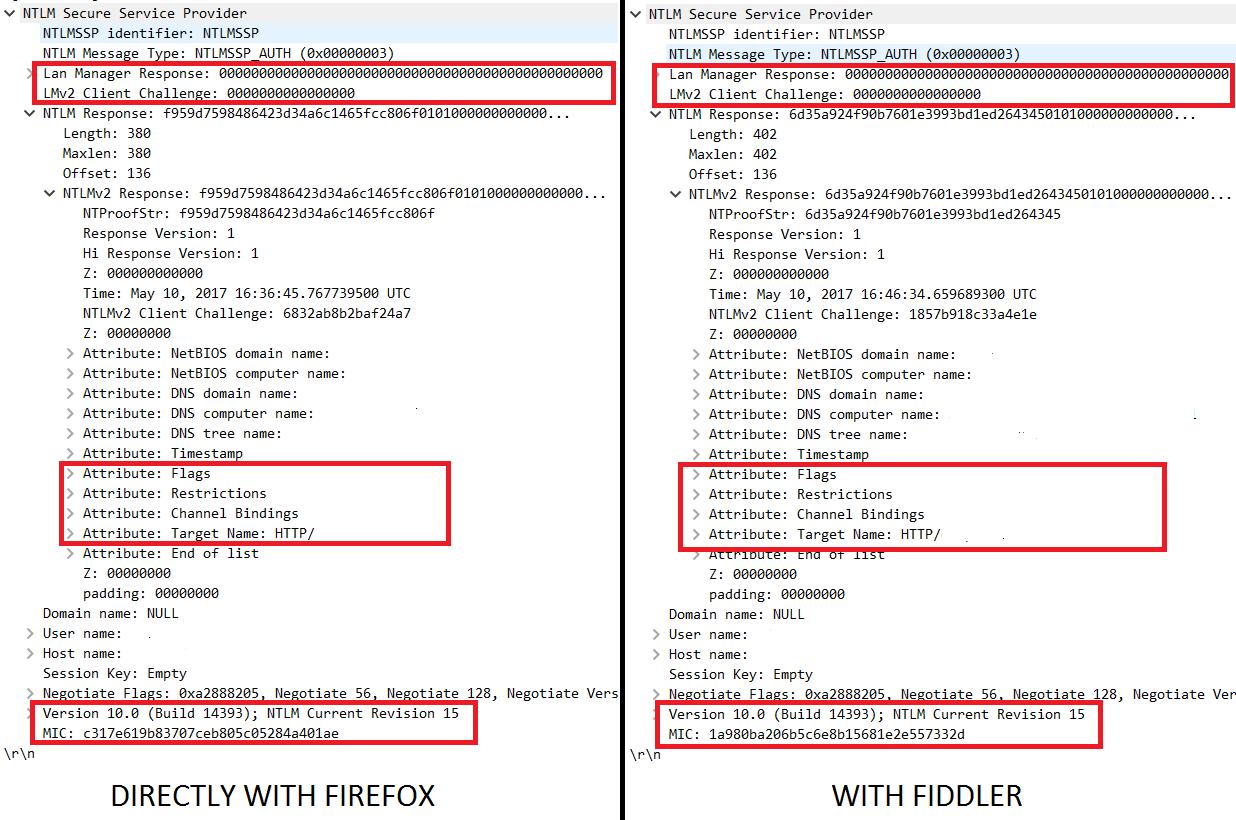 NTLM Secure Service Provider
NTLMSSP identifier: NTLMSSP
NTLM Message Type: NTLMSSP_AUTH (0x00000003)
Lan Manager Response: 000000000000000000000000000000000000000000000000
LMv2 Client Challenge: 0000000000000000
NTLM Response: f959d7598486423d34a6c1465fcc806f0101000000000000...
Length: 380
Maxlen: 380
Offset: 136
NTLMv2 Response: f959d7598486423d34a6c1465fcc806f0101000000000000...
NTProofStr: f959d7598486423d34a6c1465fcc806f
Response Version: 1
Hi Response Version: 1
Z: 000000000000
Time: May 10, 2017 16:36:45.767739500 UTC
NTLMv2 Client Challenge: 6832ab8b2baf24a7
Z: 00000000
Attribute: NetBIOS domain name:
Attribute: NetBIOS computer name:
Attribute: DNS domain name:
Attribute: DNS computer name:
Attribute: DNS tree name:
Attribute: Timestamp
Attribute: Flags
Attribute: Restrictions
Attribute: Channel Bindings
Attribute: Target Name: HTTP/
Attribute: End of list
Z: 00000000
padding: 00000000
Domain name: NULL
User name:
Host name:
Session Key: Empty
Negotiate Flags: 0xa2888205, Negotiate 56, Negotiate 128, Negotiate Vers
Version 10.0 (Build 14393); NTLM Current Revision 15
MIC: c317e619b83707ceb805c05284a401ae
\r\n
DIRECTLY WITH FIREFOX
NTLM Secure Service Provider
NTLMSSP identifier: NTLMSSP
NTLM Message Type: NTLMSSP_AUTH (0x00000003)
Lan Manager Response: 000000000000000000000000000000000000000000000000
LMv2 Client Challenge: 0000000000000000
NTLM Response: 6d35a924f90b7601e3993bd1ed2643450101000000000000...
Length: 402
Maxlen: 402
Offset: 136
NTLMv2 Response: 6d35a924f90b7601e3993bd1ed2643450101000000000000...
NTProofStr: 6d35a924f90b7601e3993bd1ed264345
Response Version: 1
Hi Response Version: 1
Z: 000000000000
Time: May 10, 2017 16:46:34.659689300 UTC
NTLMv2 Client Challenge: 1857b918c33a4e1e
Z: 00000000
Attribute: NetBIOS domain name:
Attribute: NetBIOS computer name:
Attribute: DNS domain name:
Attribute: DNS computer name:
Attribute: DNS tree name:
Attribute: Timestamp
Attribute: Flags
Attribute: Restrictions
Attribute: Channel Bindings
Attribute: Target Name: HTTP/
Attribute: End of list
Z: 00000000
padding: 00000000
Domain name: NULL
User name:
Host name:
Session Key: Empty
Negotiate Flags: 0xa2888205, Negotiate 56, Negotiate 128, Negotiate Ver
Version 10.0 (Build 14393); NTLM Current Revision 15
MIC: 1a980ba206b5c6e8b15681e2e557332d
\r\n
WITH FIDDLER